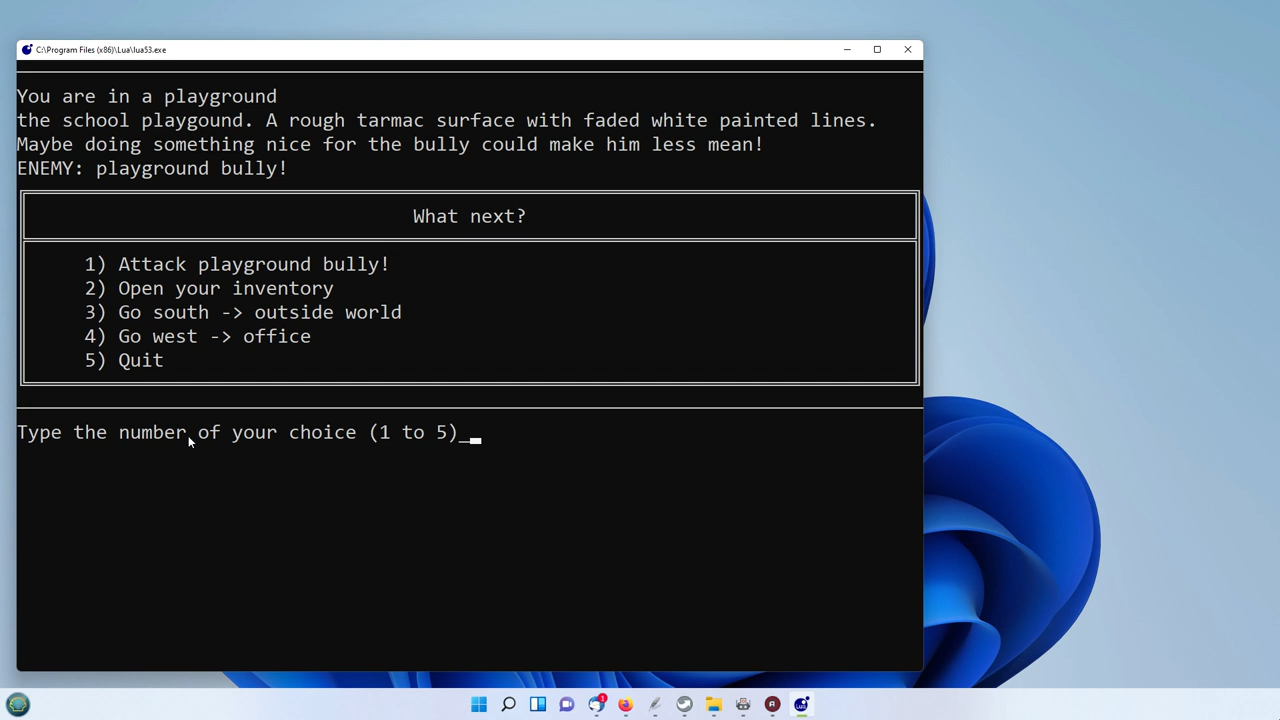 C:\Program Files (x86)\Lua\lua53.exe
You are in a playground
the school playgound. A rough tarmac surface with faded white painted lines.
Maybe doing something nice for the bully could make him less mean!
ENEMY: playground bully!
What next?
1) Attack playground bully!
2) Open your inventory
3) Go south -> outside world
4) Go west -> office
5) Quit
Type the number of your choice (1 to 5)_
1